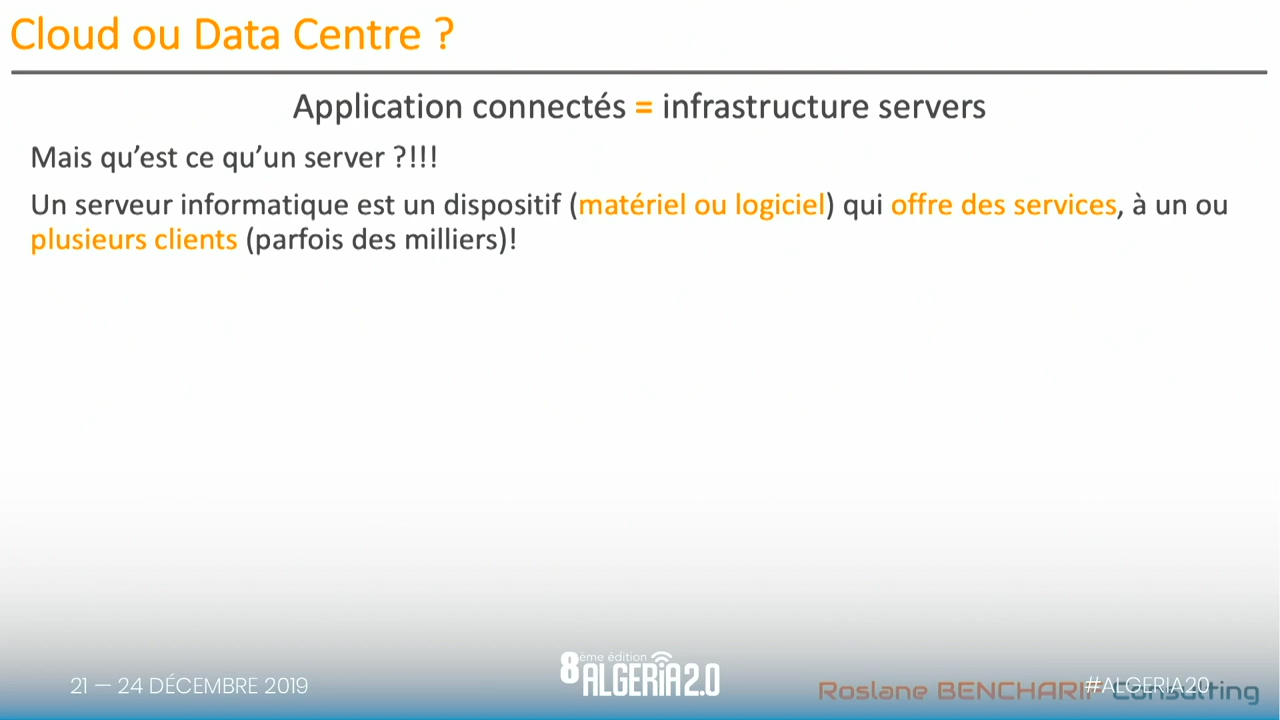 Cloud ou Data Centre ?
Application connectés = infrastructure servers
Mais qu’est ce qu’un server ?!!!
Un serveur informatique est un dispositif (matériel ou logiciel) qui offre des services, à un ou
plusieurs clients (parfois des milliers)!
21 — 24 DÉCEMBRE 2019
8ème édition
ALGERIA2.0
#ALGERIA20
Roslane Consulting